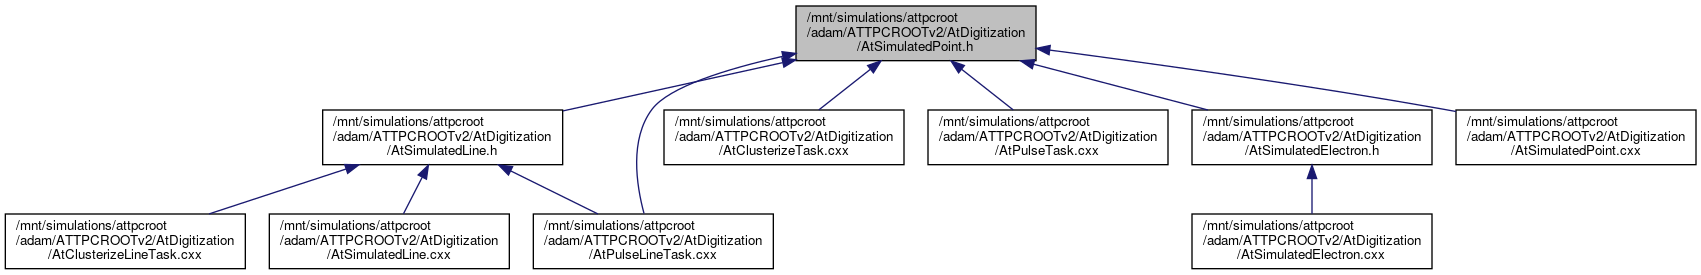 /mnt/simulations/attpcroot
/adam/ATTPCROOTv2/AtDigitization
/AtSimulatedPoint.h
/mnt/simulations/attpcroot
/adam/ATTPCROOTv2/AtDigitization
/AtSimulatedLine.h
/mnt/simulations/attpcroot
/adam/ATTPCROOTv2/AtDigitization
/AtClusterizeTask.cxx
/mnt/simulations/attpcroot
/adam/ATTPCROOTv2/AtDigitization
/AtPulseTask.cxx
/mnt/simulations/attpcroot
/adam/ATTPCROOTv2/AtDigitization
/AtSimulatedElectron.h
/mnt/simulations/attpcroot
/adam/ATTPCROOTv2/AtDigitization
/AtSimulatedPoint.cxx
/mnt/simulations/attpcroot
/adam/ATTPCROOTv2/AtDigitization
/AtClusterizeLineTask.cxx
/mnt/simulations/attpcroot
/adam/ATTPCROOTv2/AtDigitization
/AtSimulatedLine.cxx
/mnt/simulations/attpcroot
/adam/ATTPCROOTv2/AtDigitization
/AtPulseLineTask.cxx
/mnt/simulations/attpcroot
/adam/ATTPCROOTv2/AtDigitization
/AtSimulatedElectron.cxx